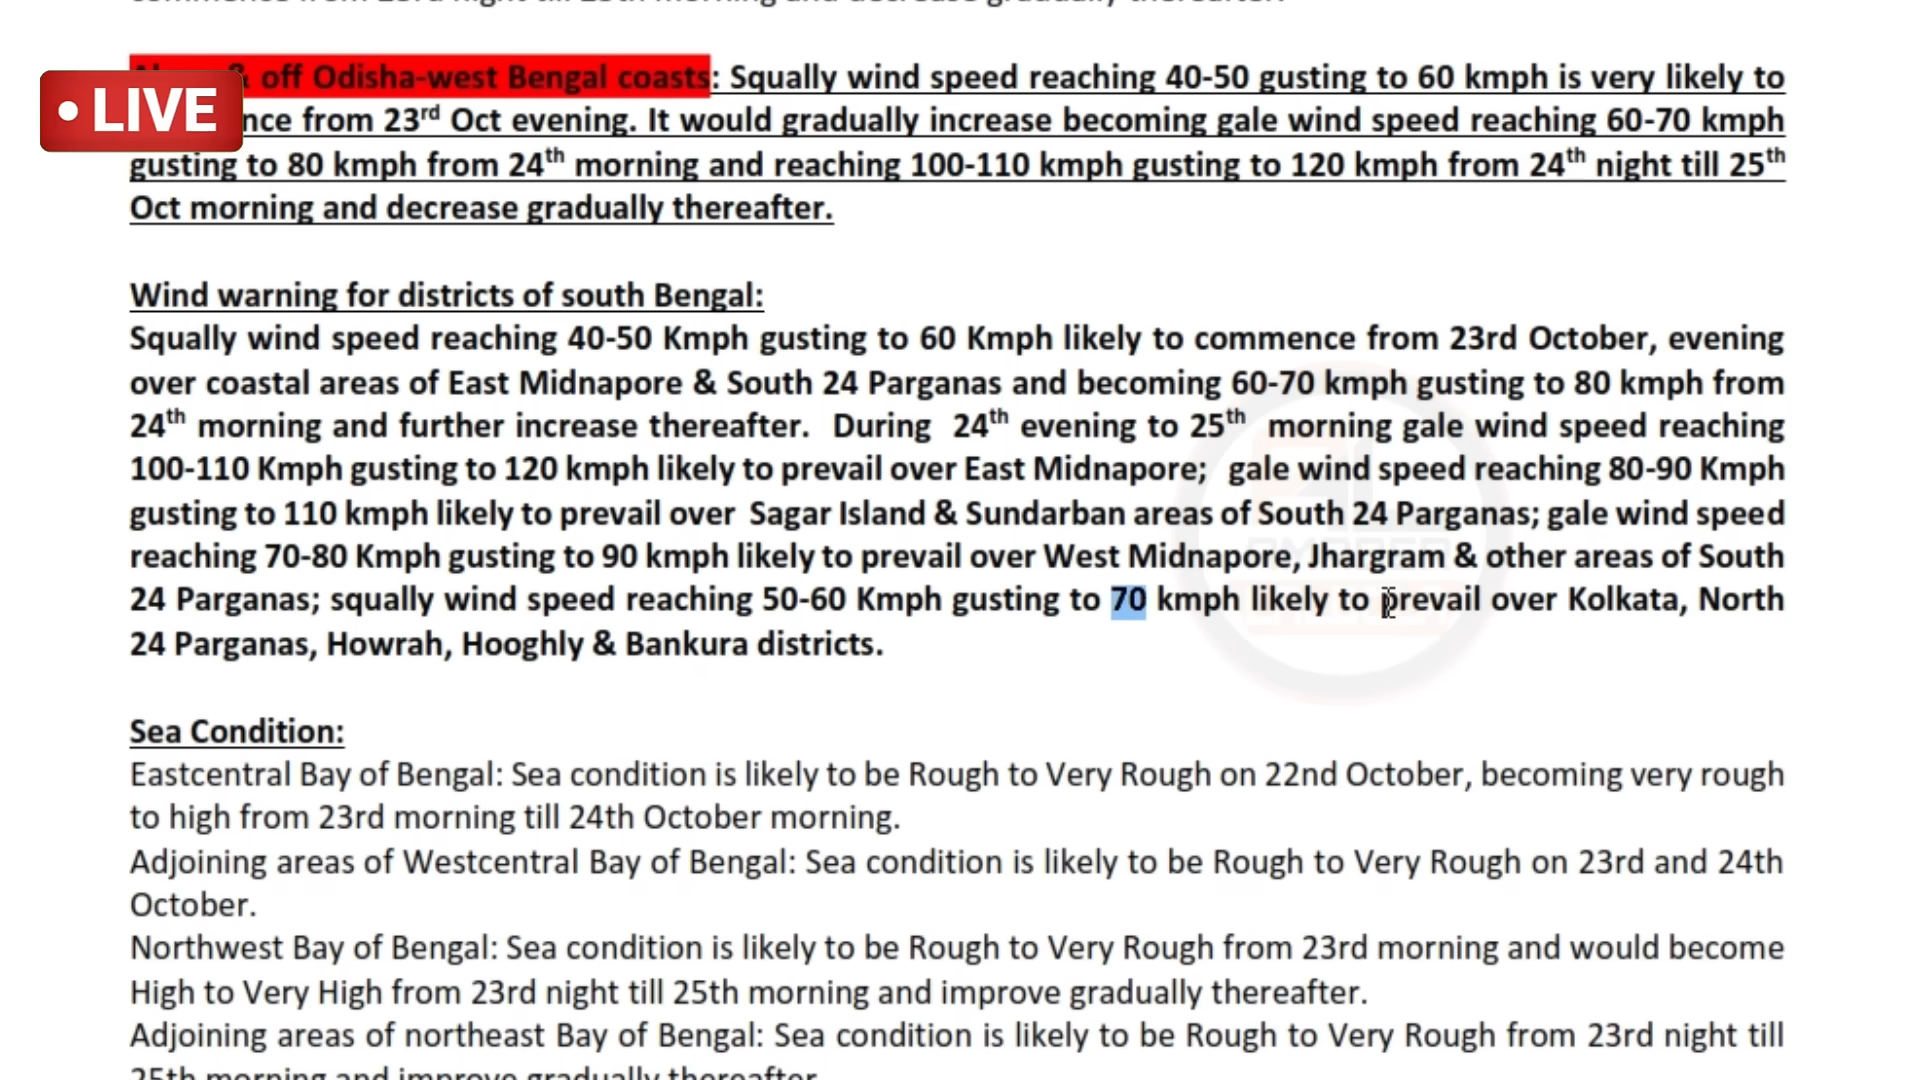 off Odisha-west Bengal coasts: Squally wind speed reaching 40-50 gusting to 60 kmph is very likely to
• LIVE
nce from 23rd Oct evening. It would gradually increase becoming gale wind speed reaching 60-70 kmph
gusting to 80 kmph from 24th morning and reaching 100-110 kmph gusting to 120 kmph from 24th night till 25th
Oct morning and decrease gradually thereafter.
Wind warning for districts of south Bengal:
Squally wind speed reaching 40-50 Kmph gusting to 60 Kmph likely to commence from 23rd October, evening
over coastal areas of East Midnapore & South 24 Parganas and becoming 60-70 kmph gusting to 80 kmph from
24th morning and further increase thereafter. During 24th evening to 25th morning gale wind speed reaching
100-110 Kmph gusting to 120 kmph likely to prevail over East Midnapore; gale wind speed reaching 80-90 Kmph
gusting to 110 kmph likely to prevail over Sagar Island & Sundarban areas of South 24 Parganas; gale wind speed
reaching 70-80 Kmph gusting to 90 kmph likely to prevail over West Midnapore, Jhargram & other areas of South
24 Parganas; squally wind speed reaching 50-60 Kmph gusting to 70 kmph likely to prevail over Kolkata, North
24 Parganas, Howrah, Hooghly & Bankura districts.
Sea Condition:
Eastcentral Bay of Bengal: Sea condition is likely to be Rough to Very Rough on 22nd October, becoming very rough
to high from 23rd morning till 24th October morning.
Adjoining areas of Westcentral Bay of Bengal: Sea condition is likely to be Rough to Very Rough on 23rd and 24th
October.
Northwest Bay of Bengal: Sea condition is likely to be Rough to Very Rough from 23rd morning and would become
High to Very High from 23rd night till 25th morning and improve gradually thereafter.
Adjoining areas of northeast Bay of Bengal: Sea condition is likely to be Rough to Very Rough from 23rd night till
25th morning and improve gradually thereafter